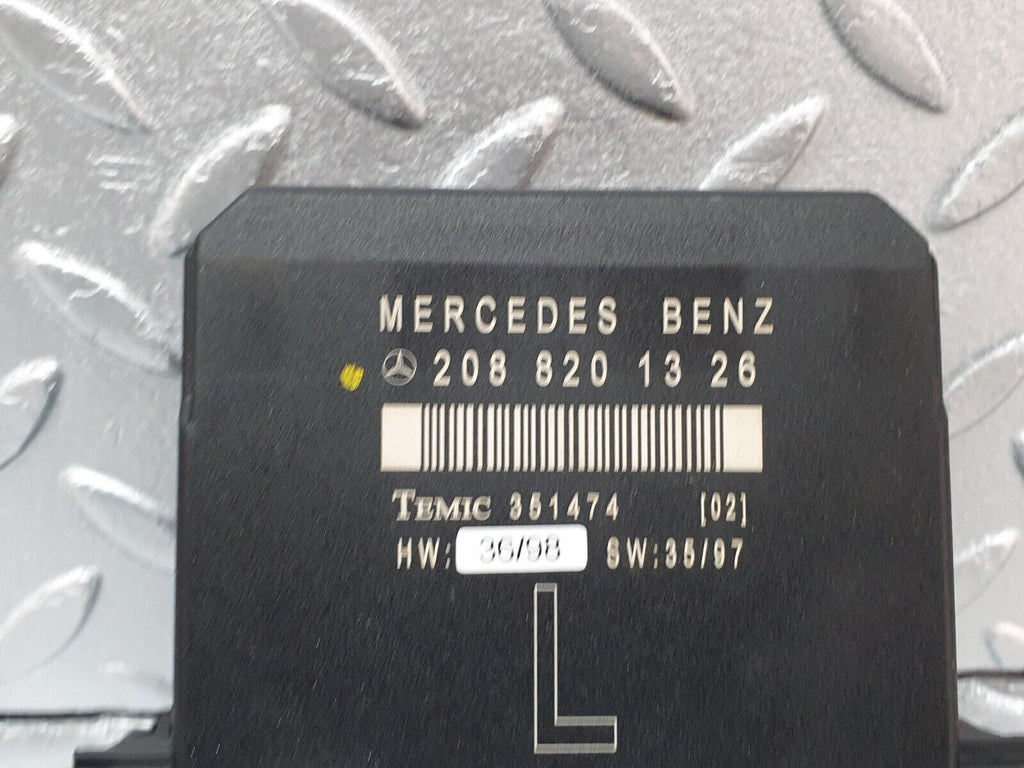 MERCEDES BENZ
208 820 13 26
TEMIC 351474 [02]
HW: 36/98 SW:35/97
L